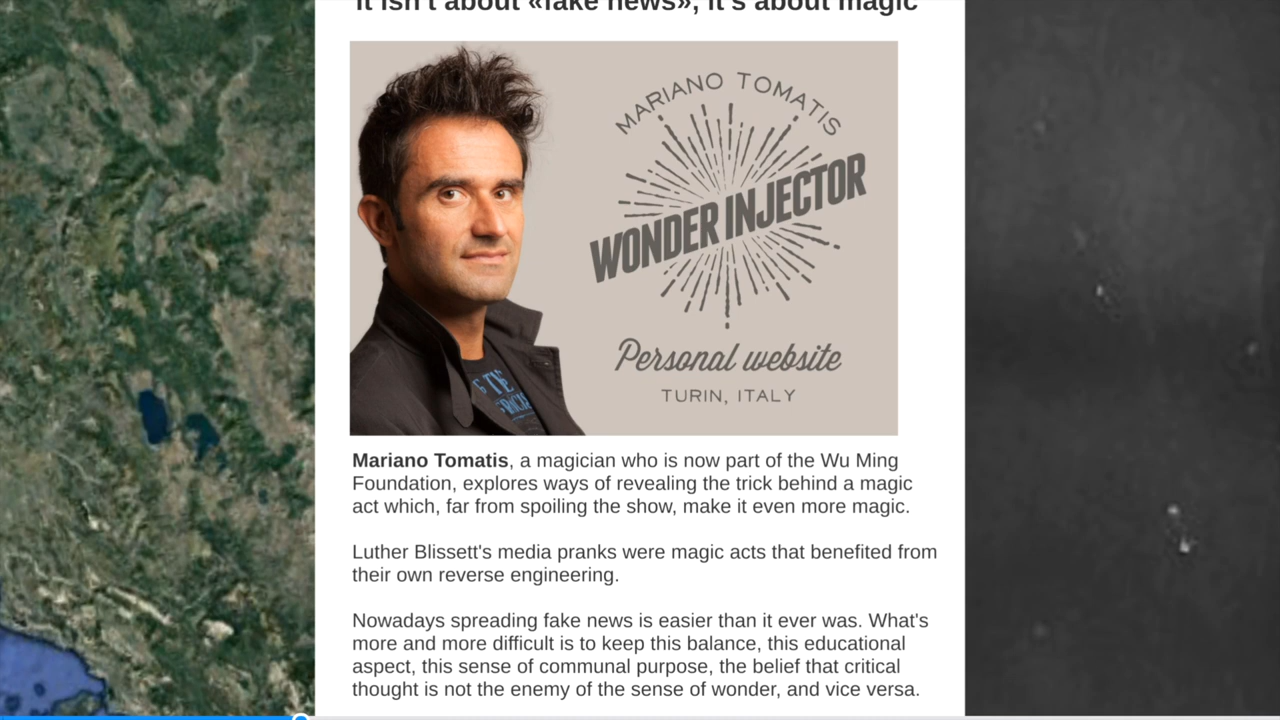 it isn't about «fake news», it's about magic
MARIANO TOMATIS
WONDER INJECTOR
Personal website
TURIN, ITALY
Mariano Tomatis, a magician who is now part of the Wu Ming
Foundation, explores ways of revealing the trick behind a magic
act which, far from spoiling the show, make it even more magic.
Luther Blissett's media pranks were magic acts that benefited from
their own reverse engineering.
Nowadays spreading fake news is easier than it ever was. What's
more and more difficult is to keep this balance, this educational
aspect, this sense of communal purpose, the belief that critical
thought is not the enemy of the sense of wonder, and vice versa.